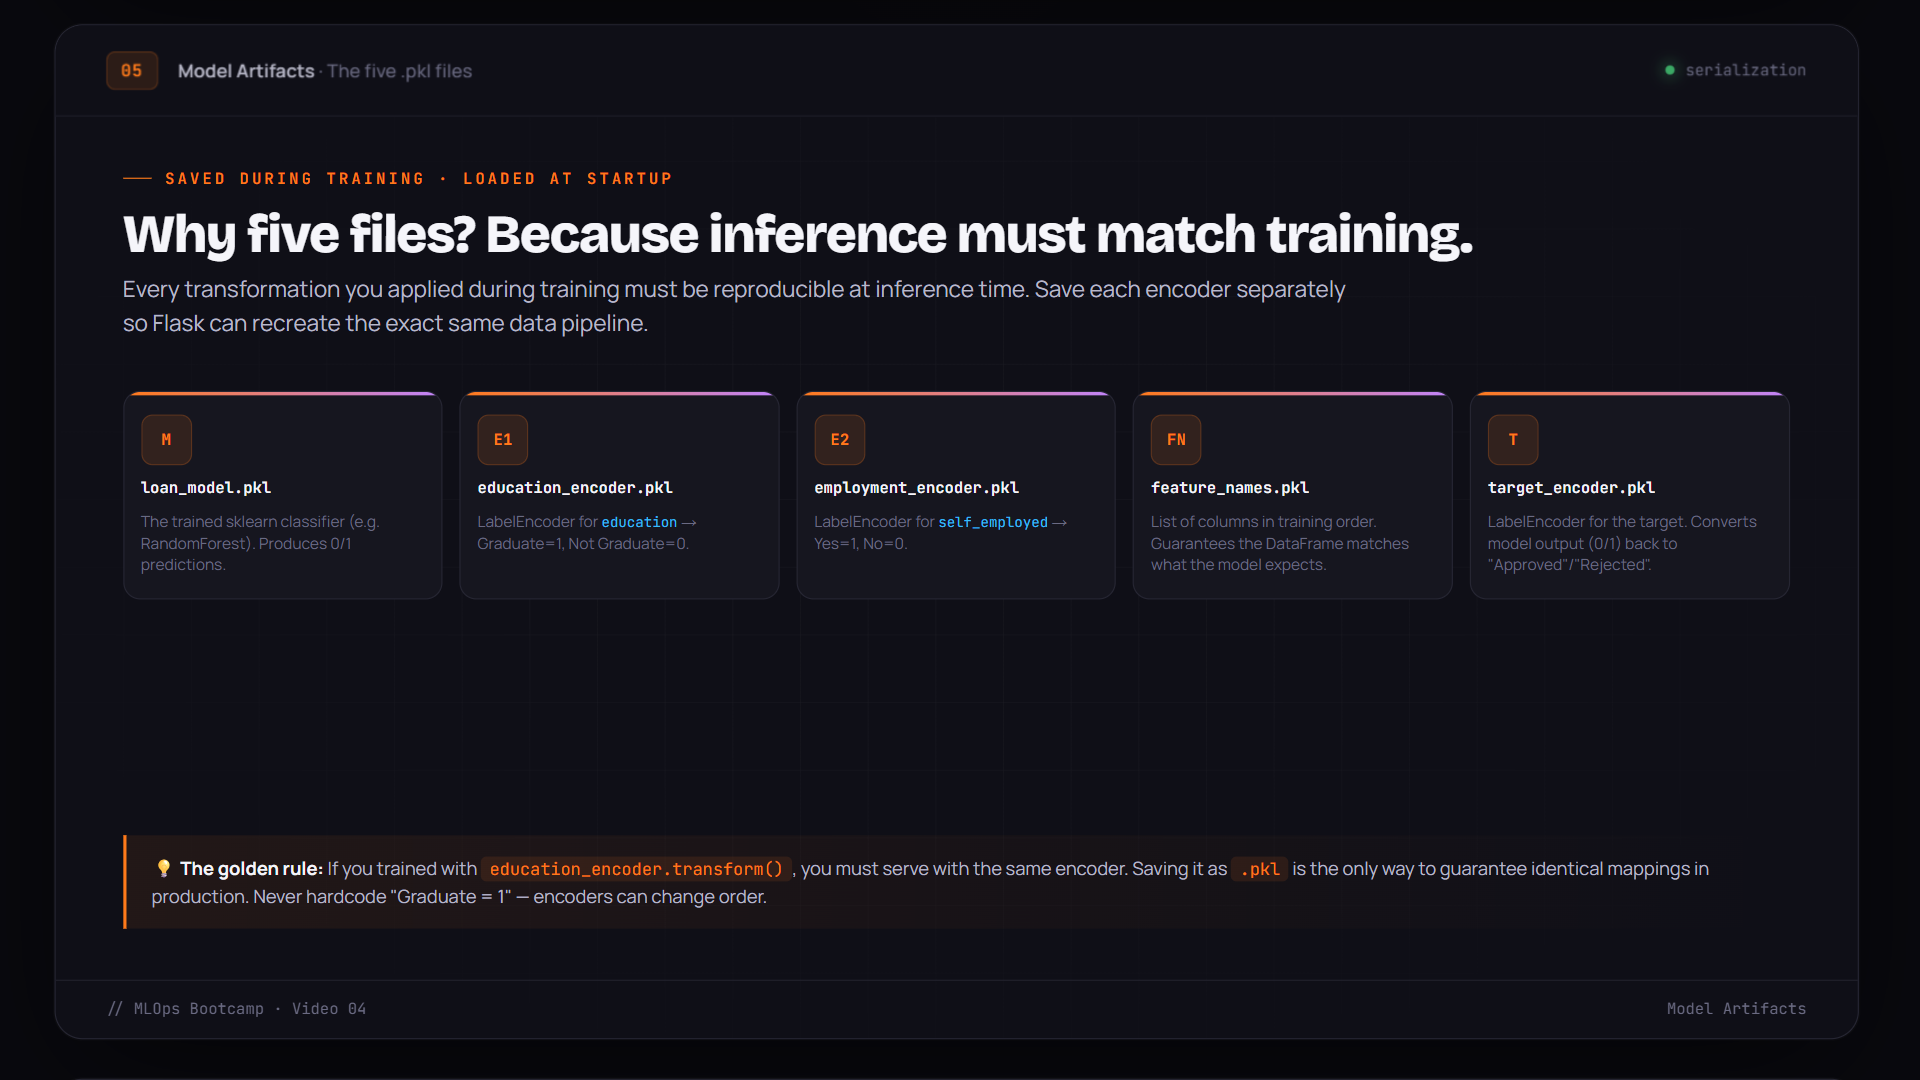 05 Model Artifacts · The five .pkl files
serialization
SAVED DURING TRAINING · LOADED AT STARTUP
Why five files? Because inference must match training.
Every transformation you applied during training must be reproducible at inference time. Save each encoder separately
so Flask can recreate the exact same data pipeline.
M
loan_model.pkl
The trained sklearn classifier (e.g.
RandomForest). Produces 0/1
predictions.
E1
education_encoder.pkl
LabelEncoder for education →
Graduate=1, Not Graduate=0.
E2
employment_encoder.pkl
LabelEncoder for self_employed →
Yes=1, No=0.
FN
feature_names.pkl
List of columns in training order.
Guarantees the DataFrame matches
what the model expects.
T
target_encoder.pkl
LabelEncoder for the target. Converts
model output (0/1) back to
"Approved"/"Rejected".
💡 The golden rule: If you trained with education_encoder.transform() , you must serve with the same encoder. Saving it as .pkl is the only way to guarantee identical mappings in
production. Never hardcode "Graduate = 1" — encoders can change order.
// MLOps Bootcamp · Video 04
Model Artifacts